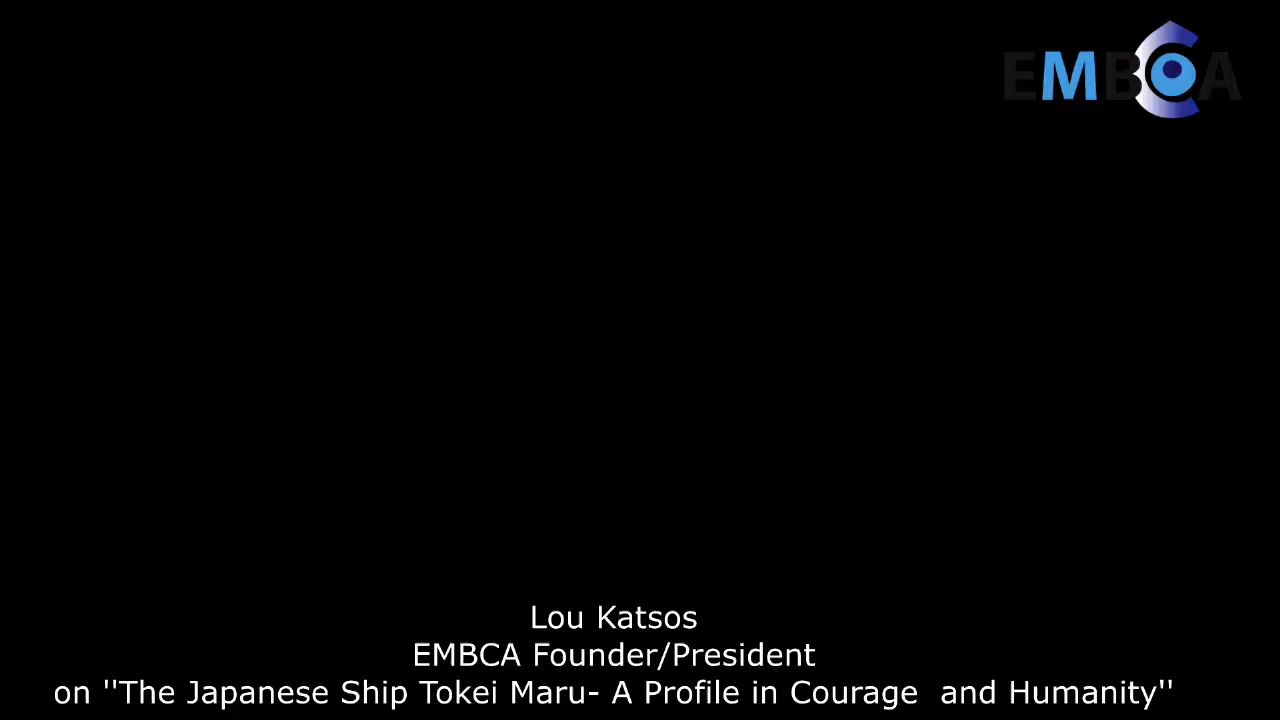 EMBCA
Lou Katsos
EMBCA Founder/President
on ''The Japanese Ship Tokei Maru- A Profile in Courage  and Humanity''